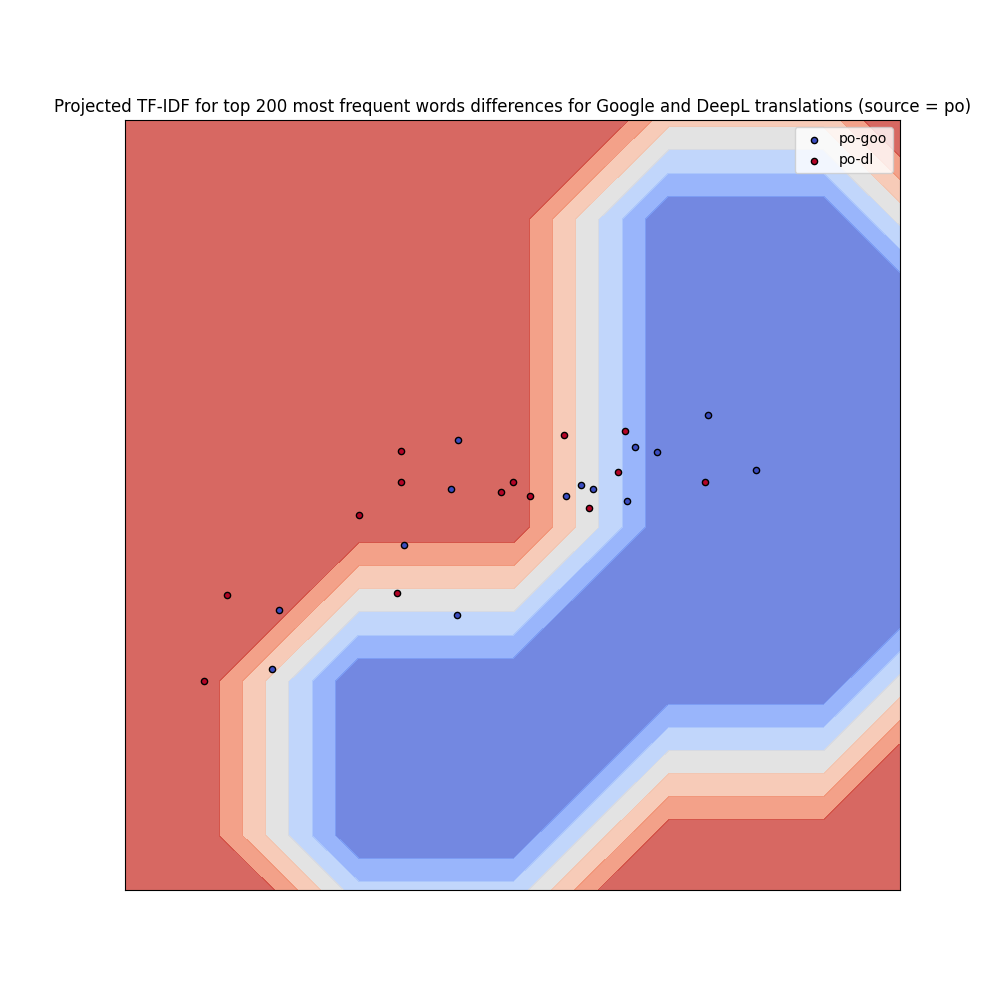 Projected TF-IDF for top 200 most frequent words differences for Google and DeepL translations (source = po)
po-goo
po-dl